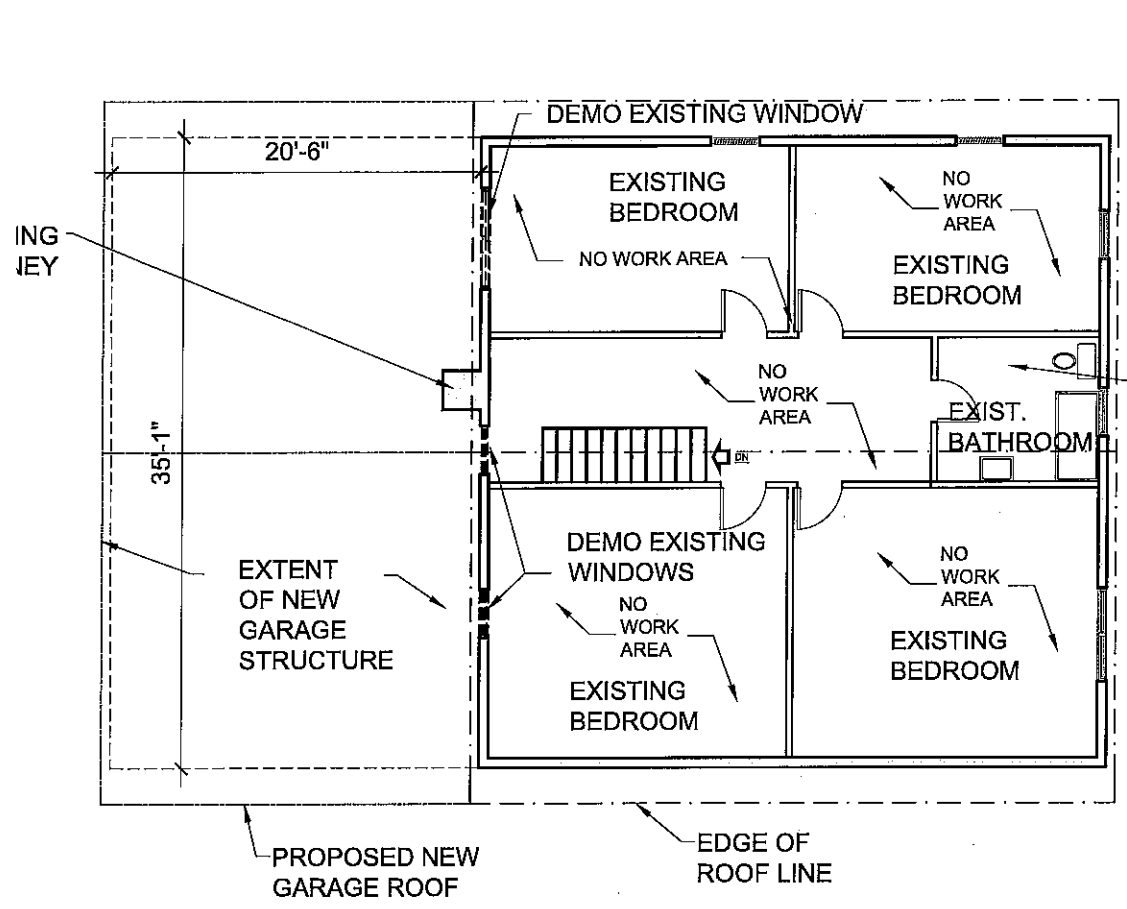 DEMO EXISTING WINDOW
20'-6"
EXISTING
BEDROOM
NO
WORK
AREA
ING
NEY
NO WORK AREA
EXISTING
BEDROOM
NO
WORK
AREA
EXIST.
BATHROOM
35'-1"
DN
DEMO EXISTING
WINDOWS
EXTENT
OF NEW
GARAGE
STRUCTURE
NO
WORK
AREA
NO
WORK
AREA
EXISTING
BEDROOM
EXISTING
BEDROOM
PROPOSED NEW
GARAGE ROOF
EDGE OF
ROOF LINE